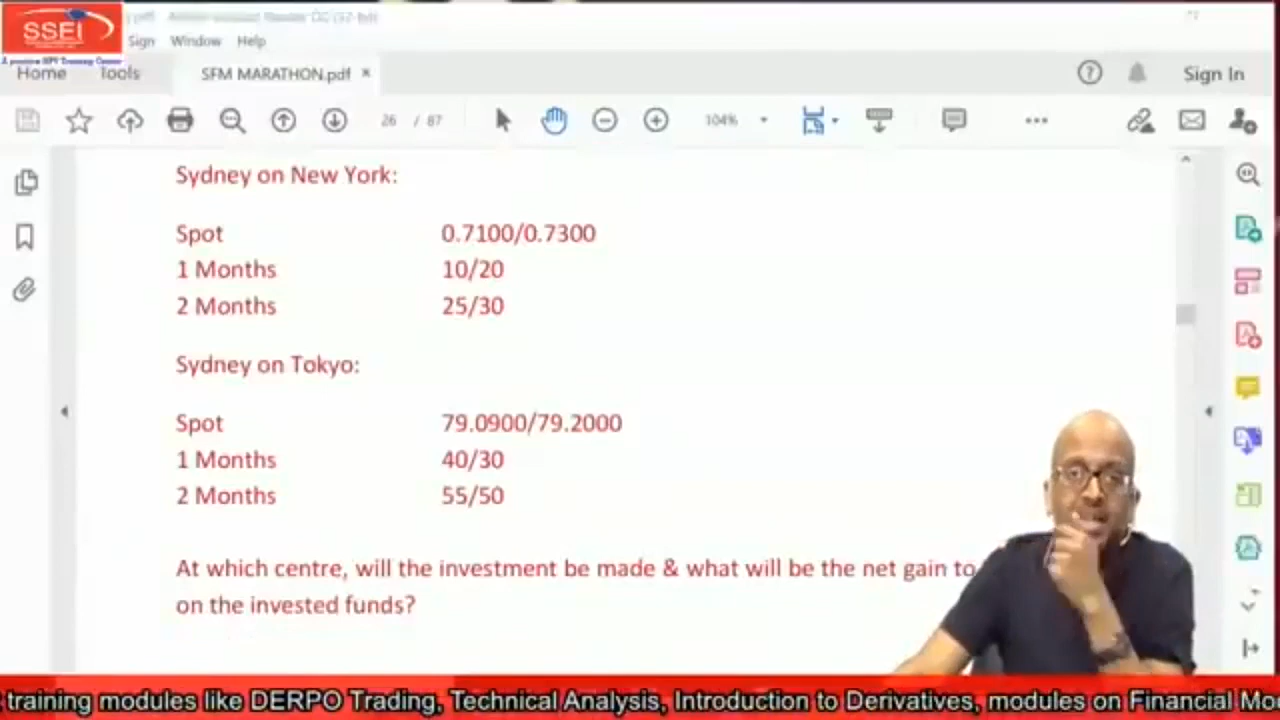 SSEI
Sign Window Help
Home Tools SFM MARATHON.pdf × Sign In
26 / 87 104%
Sydney on New York:
Spot 0.7100/0.7300
1 Months 10/20
2 Months 25/30
Sydney on Tokyo:
Spot 79.0900/79.2000
1 Months 40/30
2 Months 55/50
At which centre, will the investment be made & what will be the net gain to
on the invested funds?
training modules like DERPO Trading, Technical Analysis, Introduction to Derivatives, modules on Financial Mo